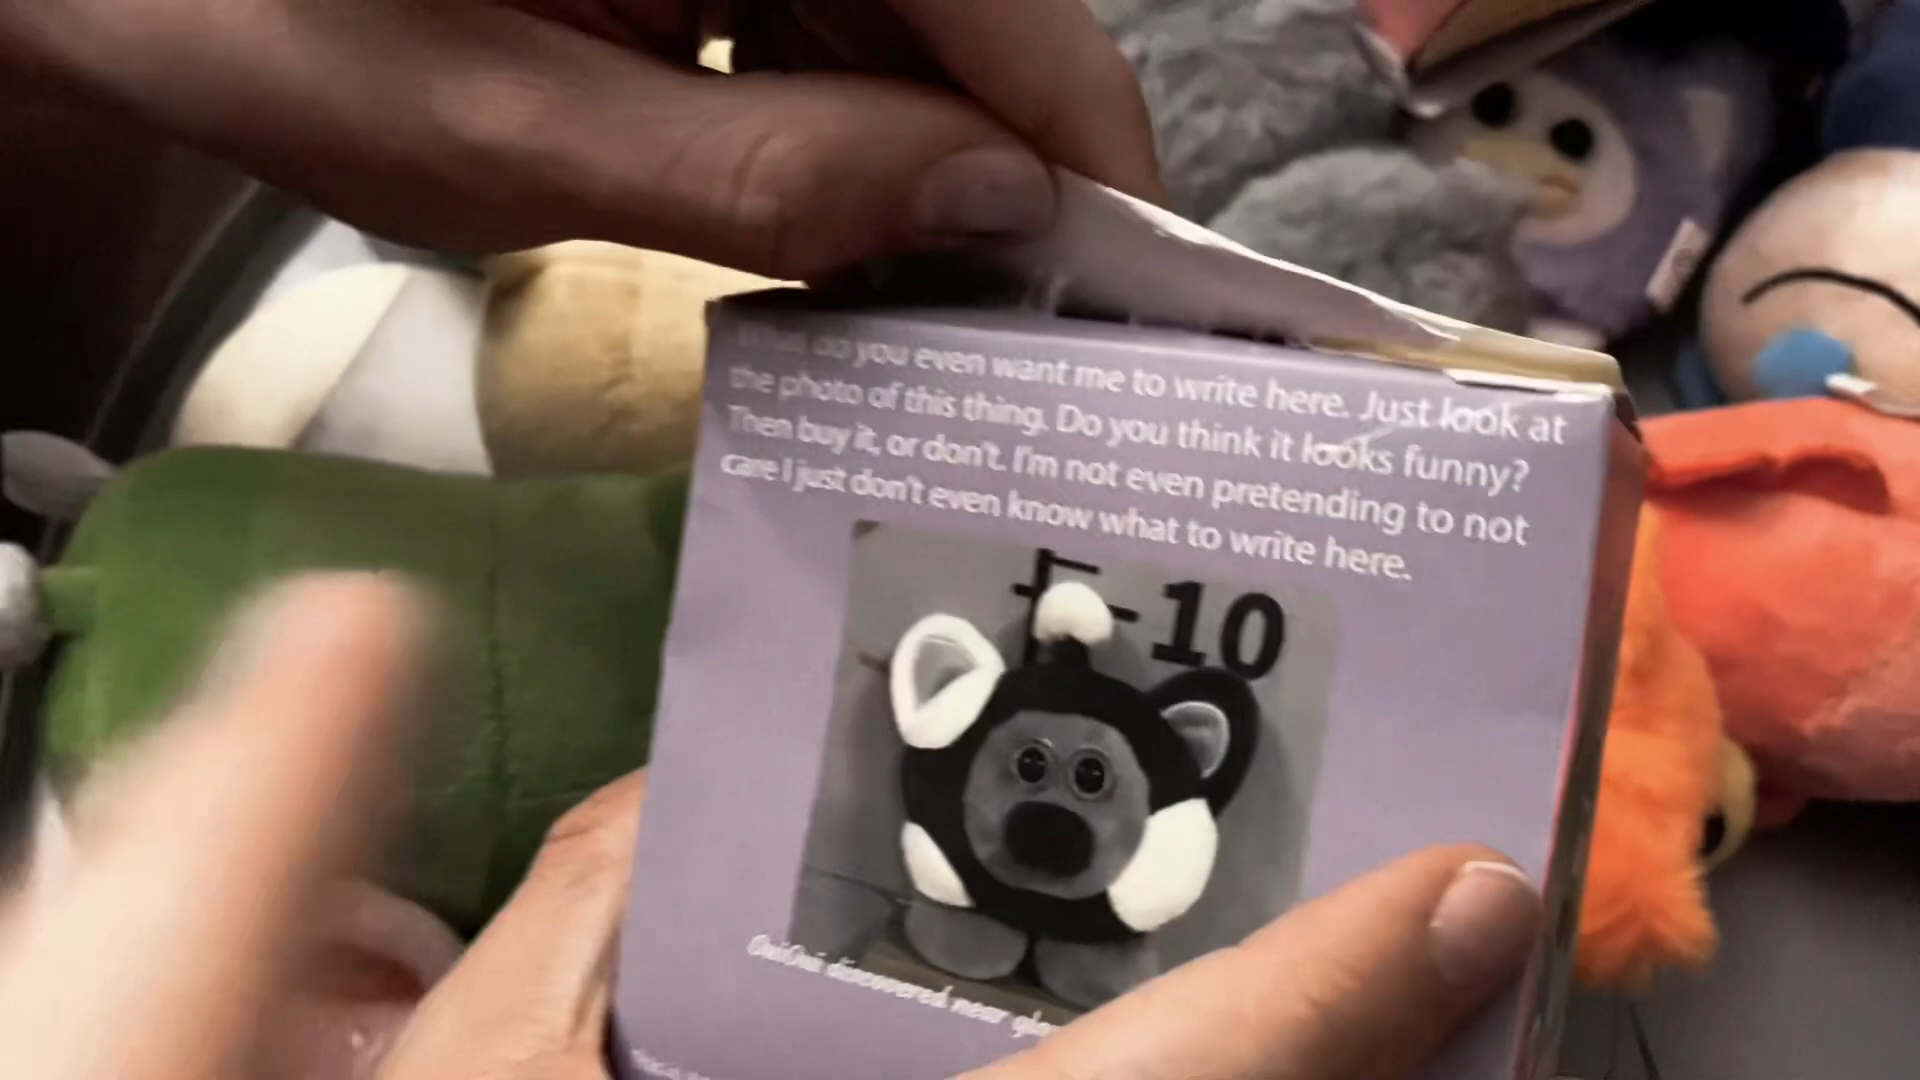 What do you even want me to write here. Just look at
the photo of this thing. Do you think it looks funny?
Then buy it, or don't. I'm not even pretending to not
care I just don't even know what to write here.
-10
OuiOui discovered near